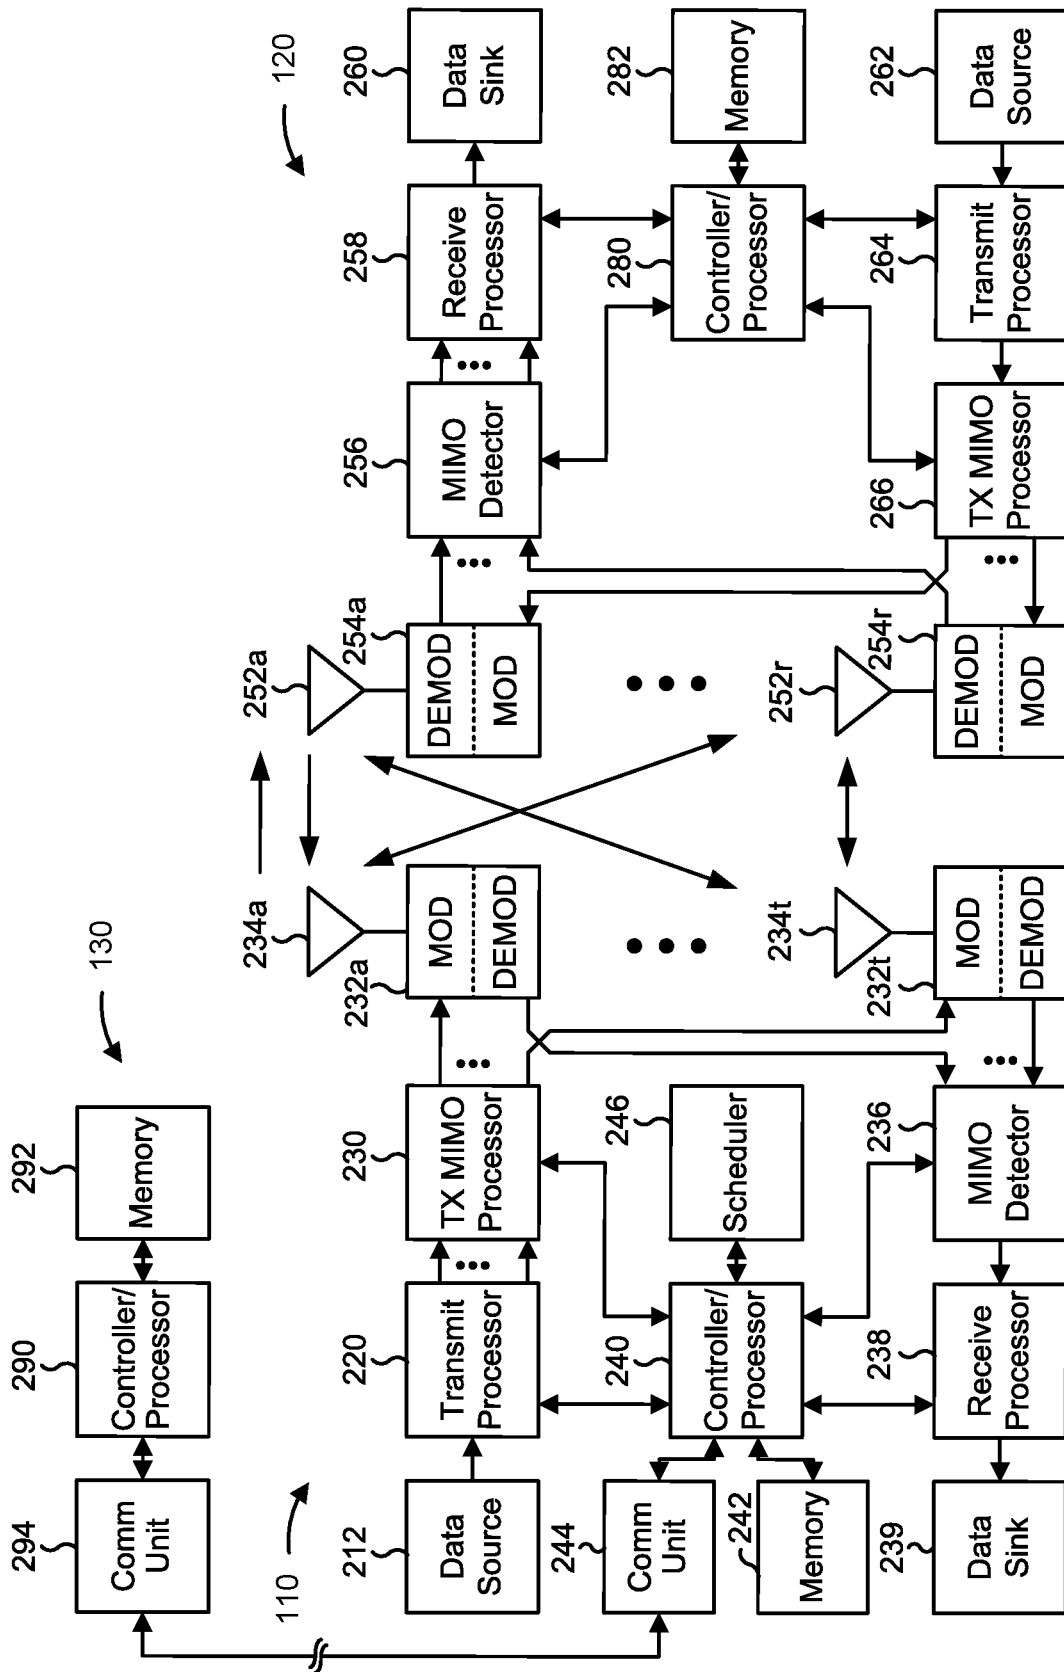 130
294
290
292
Comm
Unit
Controller/
Processor
Memory
110
120
212
220
230
232a
234a
252a
254a
256
258
260
Data
Source
Transmit
Processor
TX MIMO
Processor
MOD
DEMOD
DEMOD
MOD
MIMO
Detector
Receive
Processor
Data
Sink
244
240
246
280
282
Comm
Unit
Controller/
Processor
Scheduler
Controller/
Processor
Memory
242
Memory
234t
252r
239
238
236
232t
254r
266
264
262
Data
Sink
Receive
Processor
MIMO
Detector
MOD
DEMOD
DEMOD
MOD
TX MIMO
Processor
Transmit
Processor
Data
Source